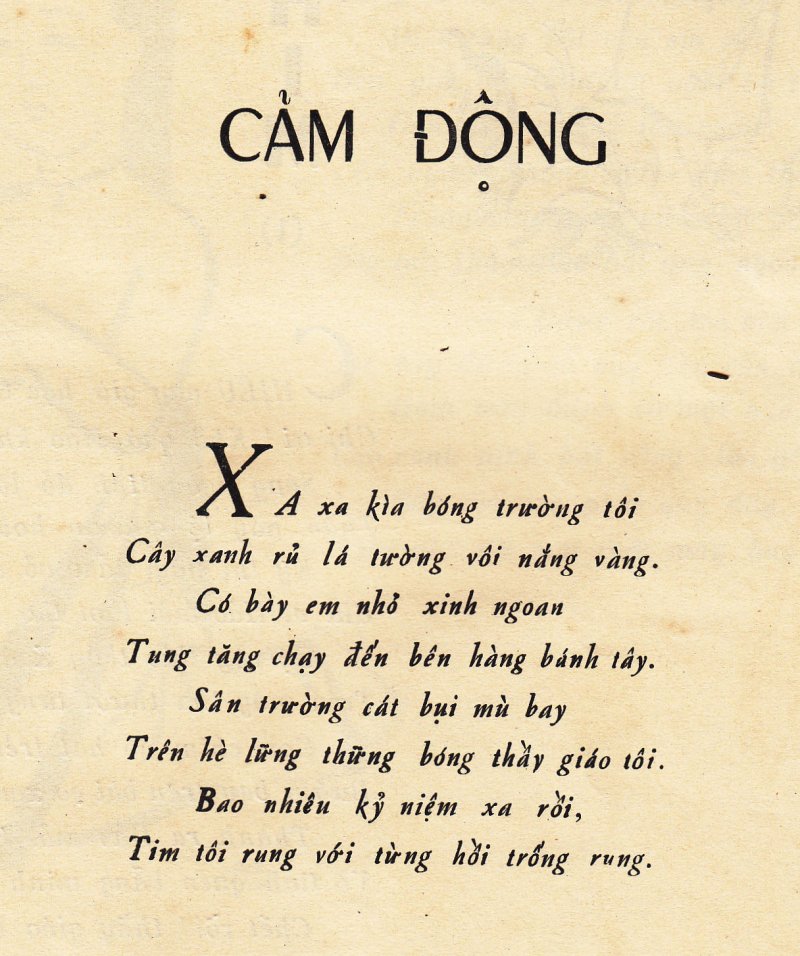 CẢM ĐỘNG
XA xa kìa bóng trường tôi
Cây xanh rủ lá tường vôi nắng vàng.
Có bày em nhỏ xinh ngoan
Tung tăng chạy đến bên hàng bánh tây.
Sân trường cát bụi mù bay
Trên hè lững thững bóng thầy giáo tôi.
Bao nhiêu kỷ niệm xa rồi,
Tim tôi rung với từng hồi trống rung.